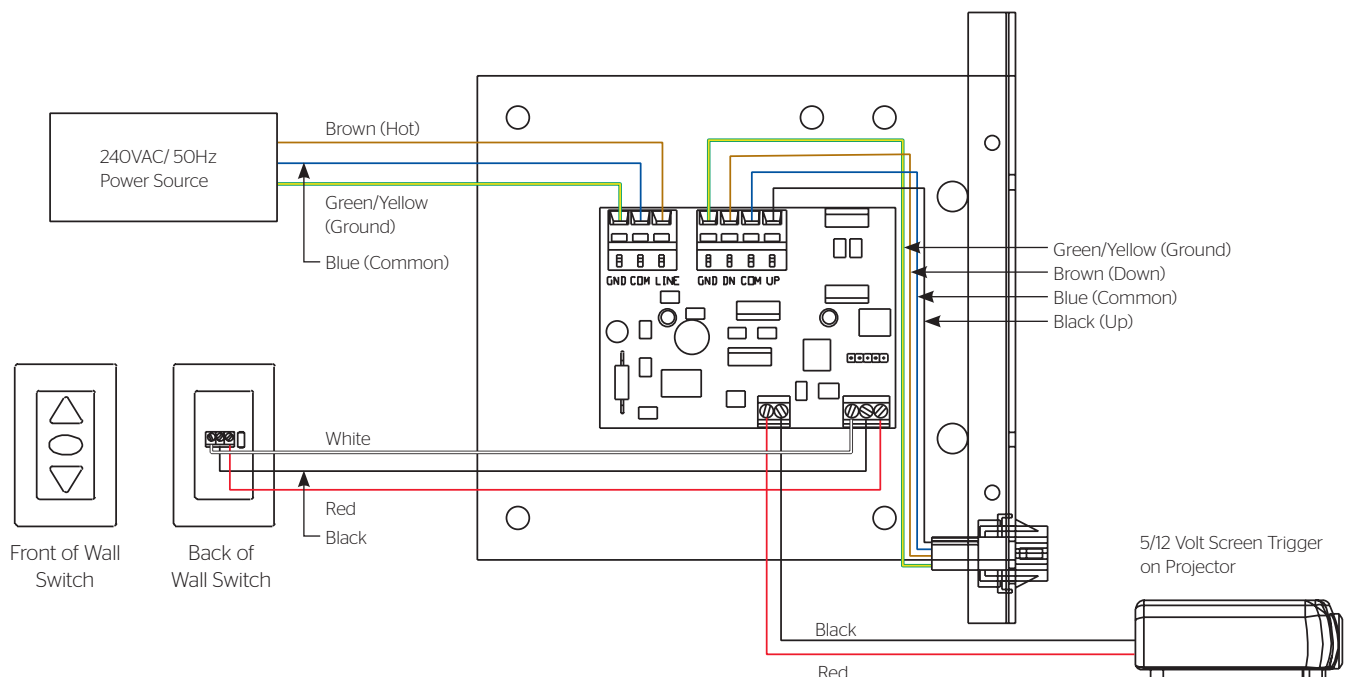 240VAC/ 50Hz
Power Source
Brown (Hot)
Green/Yellow
(Ground)
Blue (Common)
GND COM LINE
GND DN COM UP
Green/Yellow (Ground)
Brown (Down)
Blue (Common)
Black (Up)
White
Red
Black
Front of Wall
Switch
Back of
Wall Switch
5/12 Volt Screen Trigger
on Projector
Black
Red